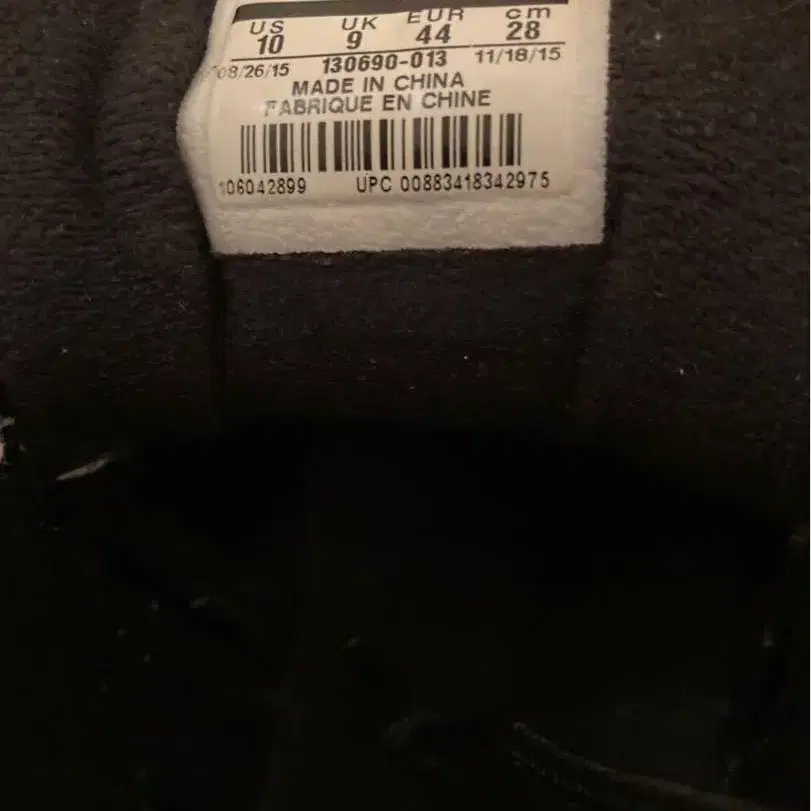 US UK EUR cm
10 9 44 28
08/26/15 130690-013 11/18/15
MADE IN CHINA
FABRIQUE EN CHINE
106042899 UPC 00883418342975